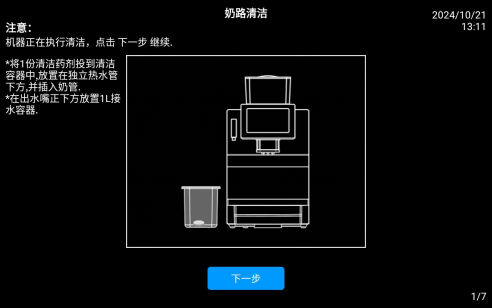 奶路清洁
2024/10/21
13:11
注意:
机器正在执行清洁，点击 下一步 继续.
*将1份清洁药剂投到清洁
容器中,放置在独立热水管
下方,并插入奶管.
*在出水嘴正下方放置1L接
水容器.
下一步
1/7